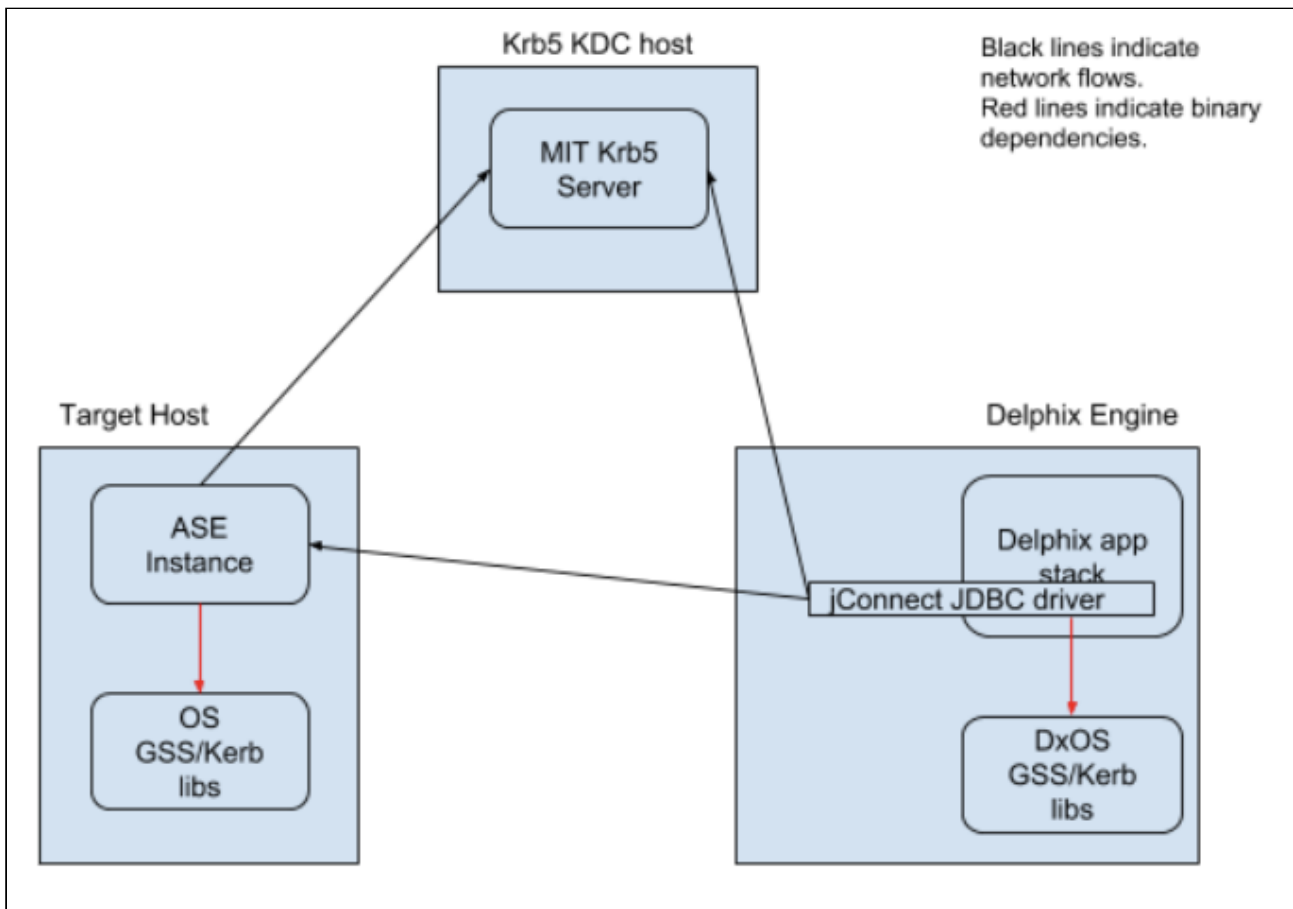 Krb5 KDC host
Black lines indicate
network flows.
Red lines indicate binary
dependencies.
MIT Krb5
Server
Target Host
Delphix Engine
ASE
Instance
Delphix app
stack
jConnect JDBC driver
OS
GSS/Kerb
libs
DxOS
GSS/Kerb
libs